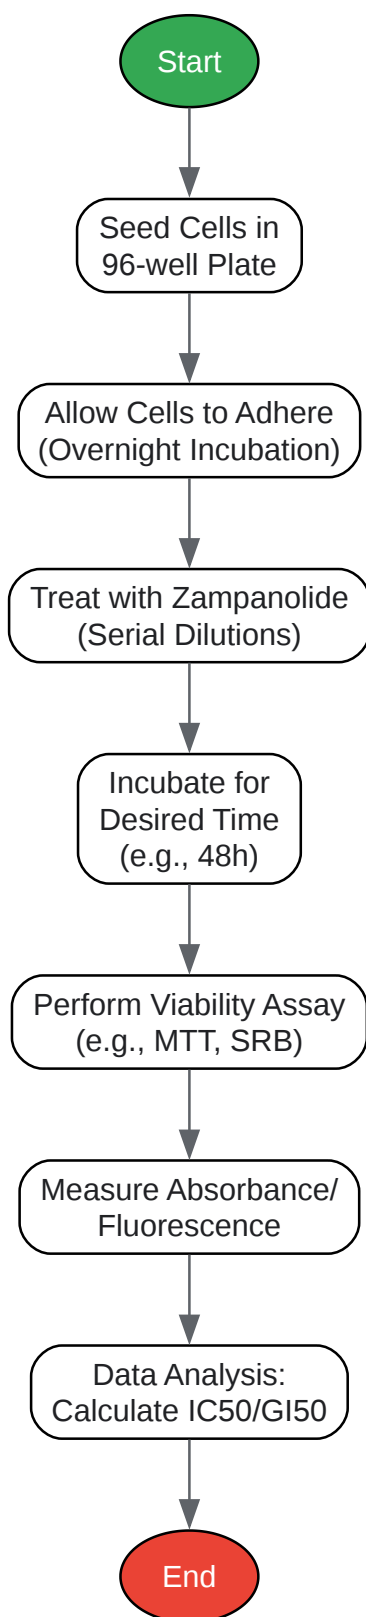 Start
Seed Cells in
96-well Plate
Allow Cells to Adhere
(Overnight Incubation)
Treat with Zampanolide
(Serial Dilutions)
Incubate for
Desired Time
(e.g., 48h)
Perform Viability Assay
(e.g., MTT, SRB)
Measure Absorbance/
Fluorescence
Data Analysis:
Calculate IC50/GI50
End